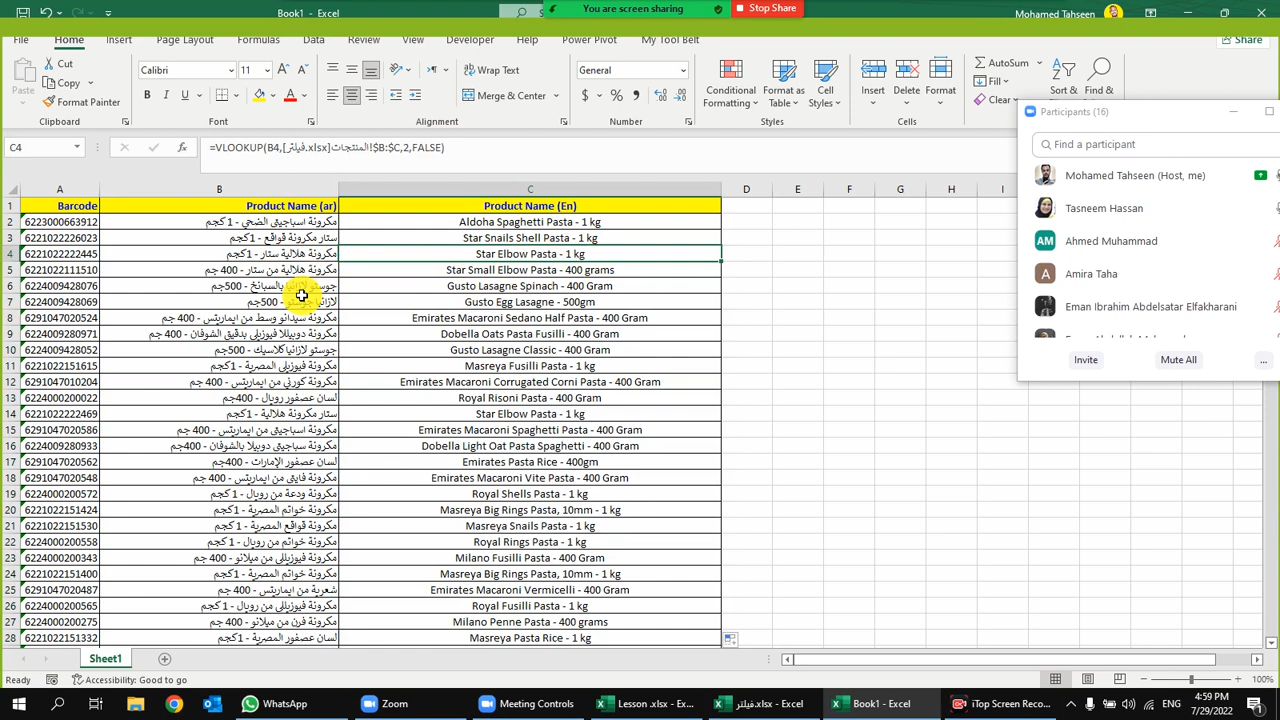 Book1 - Excel
You are screen sharing
Stop Share
Mohamed Tahseen
File Home Insert Page Layout Formulas Data Review View Developer Help Power Pivot My Tool Belt Share
Cut
Copy
Format Painter
Paste
Clipboard
Calibri 11
B I U
Font
Wrap Text
Merge & Center
Alignment
General
$ % 9
Number
Conditional Formatting
Format as Table
Cell Styles
Styles
Insert Delete Format
Cells
AutoSum
Fill
Clear
Sort &
Find &
C4
=VLOOKUP(B4,[فيلتر.xlsx]المنتجات!$B:$C,2,FALSE)
Participants (16)
Find a participant
Mohamed Tahseen (Host, me)
Tasneem Hassan
AM Ahmed Muhammad
A Amira Taha
Eman Ibrahim Abdelsatar Elfakharani
Invite Mute All ...
A B C D E F G H I
1 Barcode Product Name (ar) Product Name (En)
2 6223000663912 مكرونة اسباجيتى الضحي - 1 كجم Aldoha Spaghetti Pasta - 1 kg
3 6221022226023 ستار مكرونة قواقع - 1كجم Star Snails Shell Pasta - 1 kg
4 6221022222445 مكرونة هلالية ستار - 1كجم Star Elbow Pasta - 1 kg
5 6221022111510 مكرونة هلالية من ستار - 400 جم Star Small Elbow Pasta - 400 grams
6 6224009428076 جوستو لازانيا بالسبانخ - 500جم Gusto Lasagne Spinach - 400 Gram
7 6224009428069 لازانيا جوستو - 500جم Gusto Egg Lasagne - 500gm
8 6291047020524 مكرونة سيدانو وسط من ايماريتس - 400 جم Emirates Macaroni Sedano Half Pasta - 400 Gram
9 6224009280971 مكرونة دوبيللا فيوزيلى بدقيق الشوفان - 400 جم Dobella Oats Pasta Fusilli - 400 Gram
10 6224009428052 جوستو لازانيا كلاسيك - 500جم Gusto Lasagne Classic - 400 Gram
11 6221022151615 مكرونة فيوزيلى المصرية - 1كجم Masreya Fusilli Pasta - 1 kg
12 6291047010204 مكرونة كورني من ايماريتس - 400 جم Emirates Macaroni Corrugated Corni Pasta - 400 Gram
13 6224000200022 لسان عصفور رويال - 400جم Royal Risoni Pasta - 400 Gram
14 6221022222469 ستار مكرونة هلالية - 1كجم Star Elbow Pasta - 1 kg
15 6291047020586 مكرونة اسباجيتى من ايماريتس - 400 جم Emirates Macaroni Spaghetti Pasta - 400 Gram
16 6224009280933 مكرونة سباجيتى دوبيلا بالشوفان - 400جم Dobella Light Oat Pasta Spaghetti - 400 Gram
17 6291047020562 لسان عصفور الإمارات - 400جم Emirates Pasta Rice - 400gm
18 6291047020548 مكرونة فايتى من ايماريتس - 400 جم Emirates Macaroni Vite Pasta - 400 Gram
19 6224000200572 مكرونة ودعة من رويال - 1 كجم Royal Shells Pasta - 1 kg
20 6221022151424 مكرونة خواتم المصرية - 1كجم Masreya Big Rings Pasta, 10mm - 1 kg
21 6221022151530 مكرونة قواقع المصرية - 1 كجم Masreya Snails Pasta - 1 kg
22 6224000200558 مكرونة خواتم من رويال - 1 كجم Royal Rings Pasta - 1 kg
23 6224000200343 مكرونة فيوزيللى من ميلانو - 400 جم Milano Fusilli Pasta - 400 Gram
24 6221022151400 مكرونة خواتم المصرية - 1كجم Masreya Big Rings Pasta, 10mm - 1 kg
25 6291047020487 شعرية من ايماريتس - 400 جم Emirates Macaroni Vermicelli - 400 Gram
26 6224000200565 مكرونة فيوزيللى من رويال - 1 كجم Royal Fusilli Pasta - 1 kg
27 6224000200275 مكرونة فرن من ميلانو - 400 جم Milano Penne Pasta - 400 grams
28 6221022151332 لسان عصفور المصرية - 1كجم Masreya Pasta Rice - 1 kg
Sheet1
Ready Accessibility: Good to go 100%
WhatsApp Zoom Meeting Controls Lesson .xlsx - Ex... فيلتر.xlsx - Excel Book1 - Excel iTop Screen Reco... ENG
4:59 PM
7/29/2022